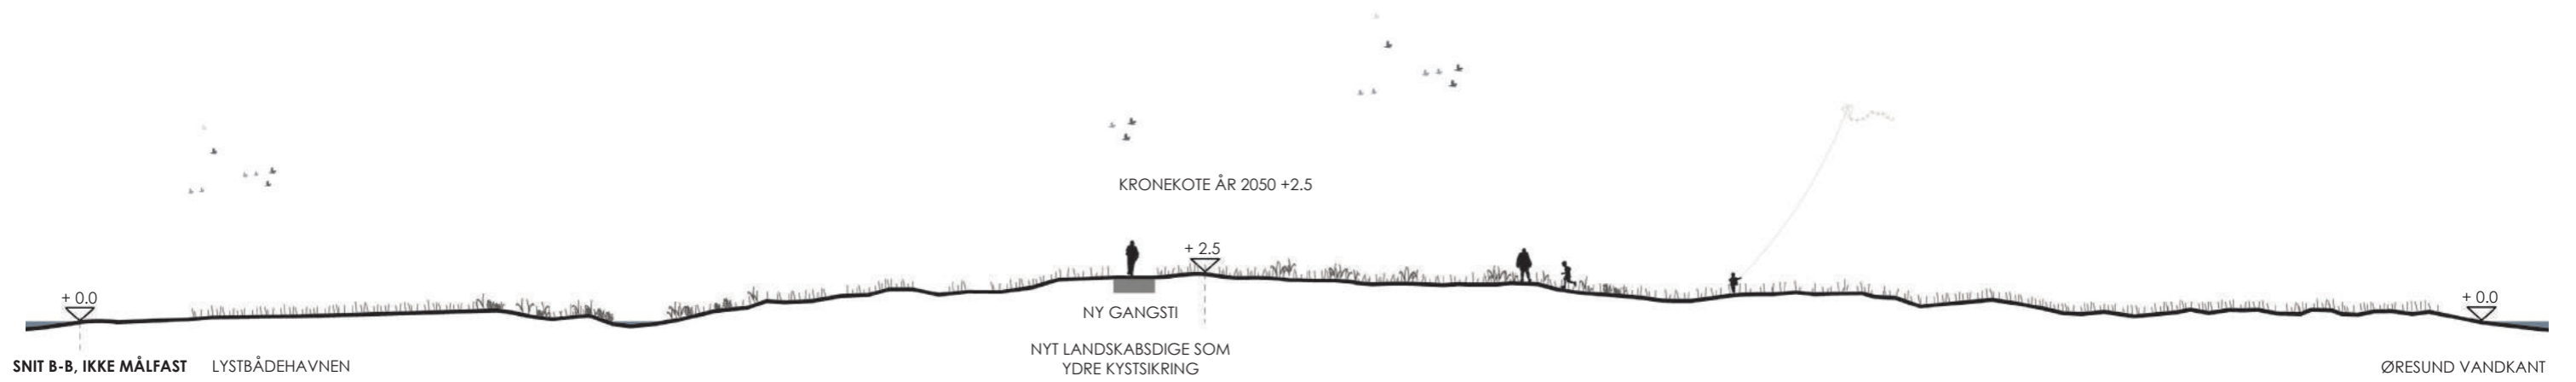 KRONEKOTE ÅR 2050 +2.5
+ 2.5
+ 0.0
+ 0.0
NY GANGSTI
NYT LANDSKABSDIGE SOM
YDRE KYSTSIKRING
SNIT B-B, IKKE MÅLFAST LYSTBÅDEHAVNEN
ØRESUND VANDKANT